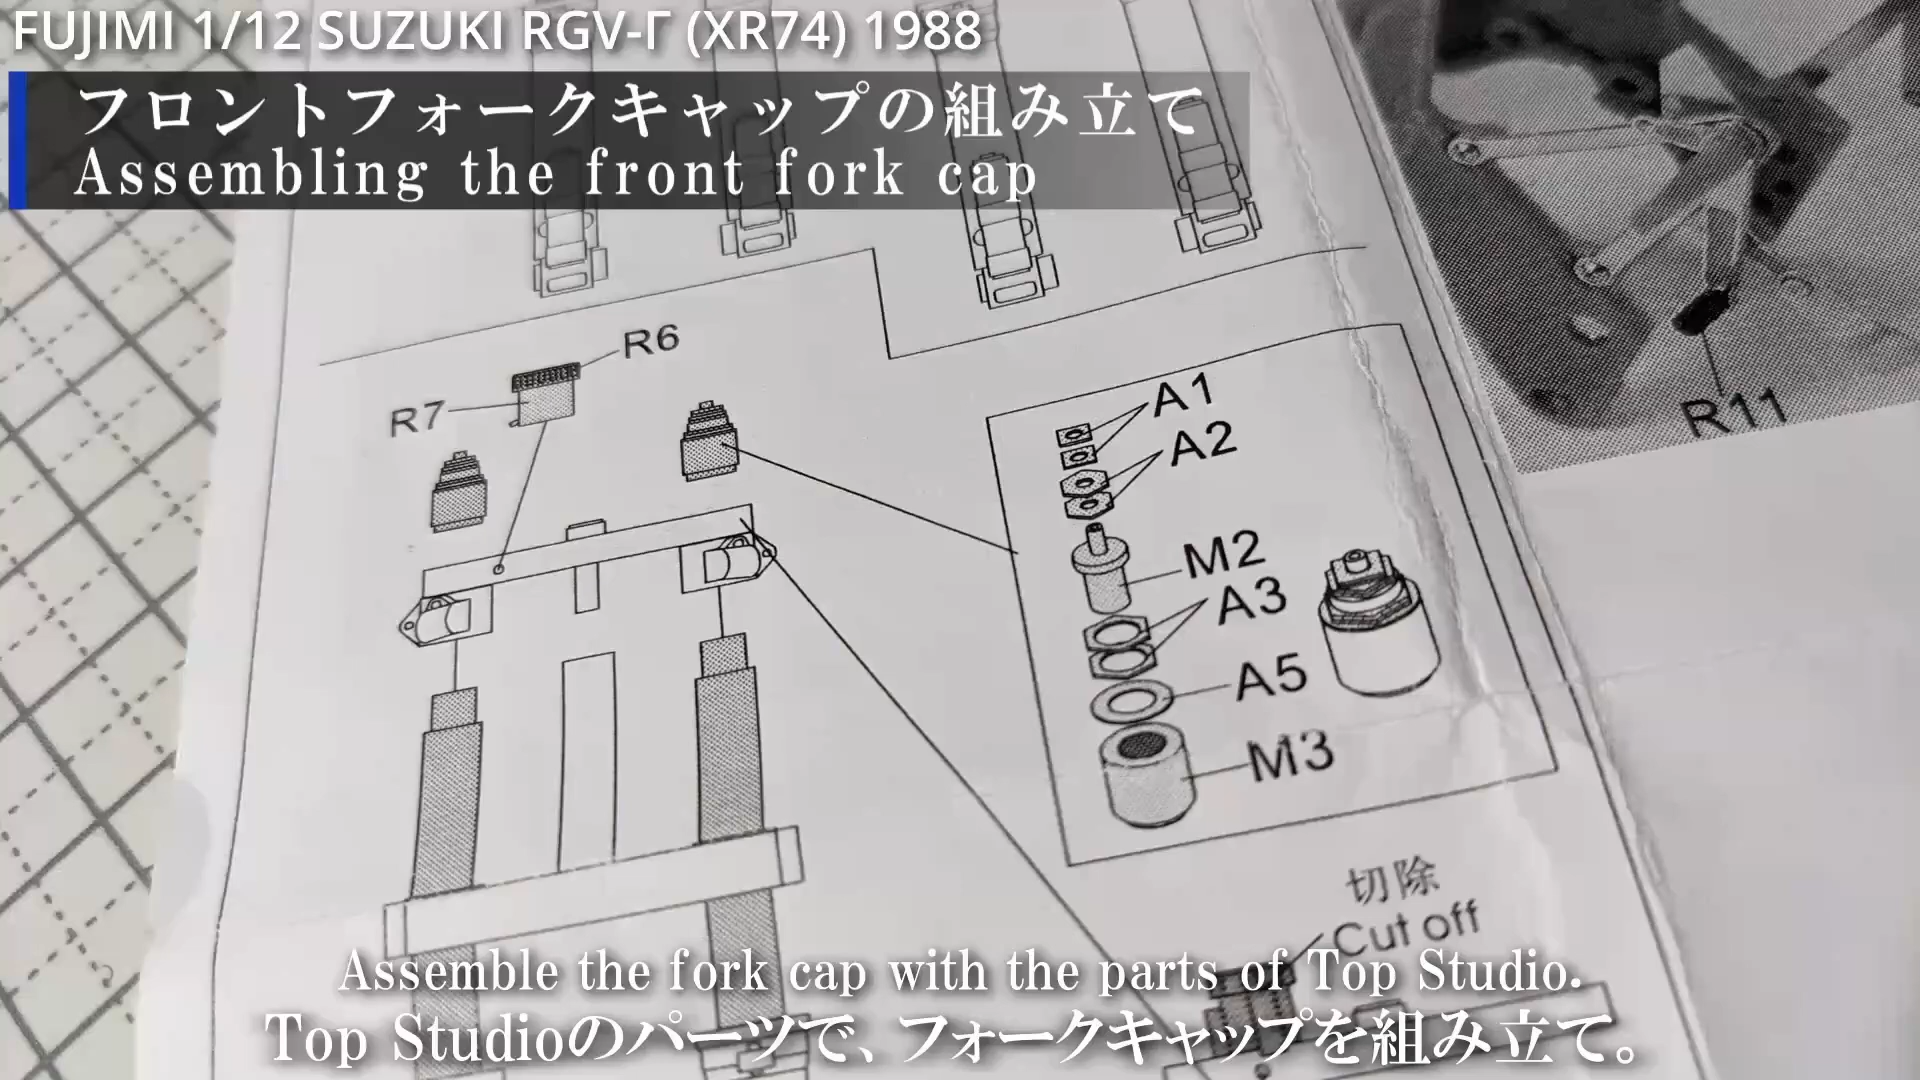 FUJIMI 1/12 SUZUKI RGV-Γ (XR74) 1988
フロントフォークキャップの組み立て
Assembling the front fork cap
R6
R7
A1
A2
M2
A3
A5
M3
R11
切除
Cut off
Assemble the fork cap with the parts of Top Studio.
Top Studioのパーツで、フォークキャップを組み立て。